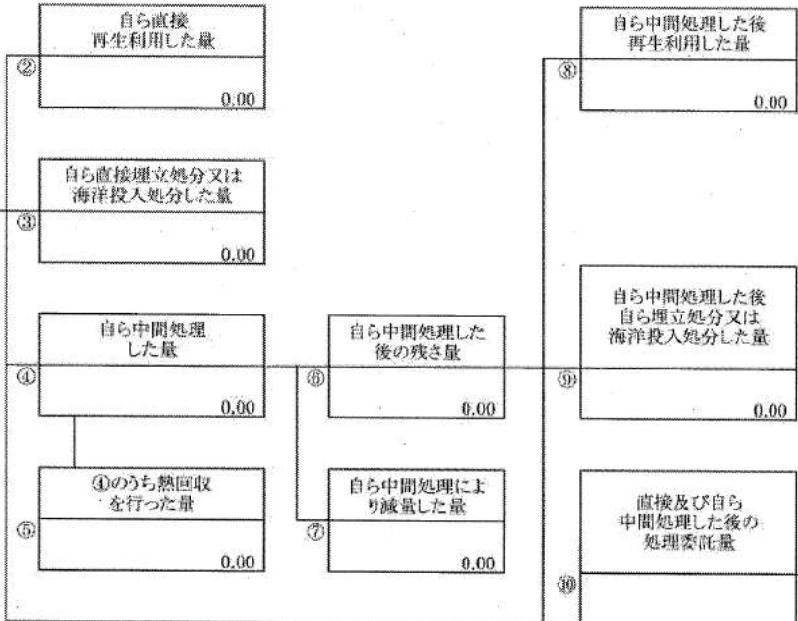 自ら直接
再生利用した量
②
0.00
自ら直接埋立処分又は
海洋投入処分した量
③
0.00
自ら中間処理
した量
④
0.00
④のうち熱回収
を行った量
⑤
0.00
自ら中間処理した
後の残さ量
⑥
0.00
自ら中間処理によ
り減量した量
⑦
0.00
自ら中間処理した後
再生利用した量
⑧
0.00
自ら中間処理した後
自ら埋立処分又は
海洋投入処分した量
⑨
0.00
直接及び自ら
中間処理した後の
処理委託量
⑩